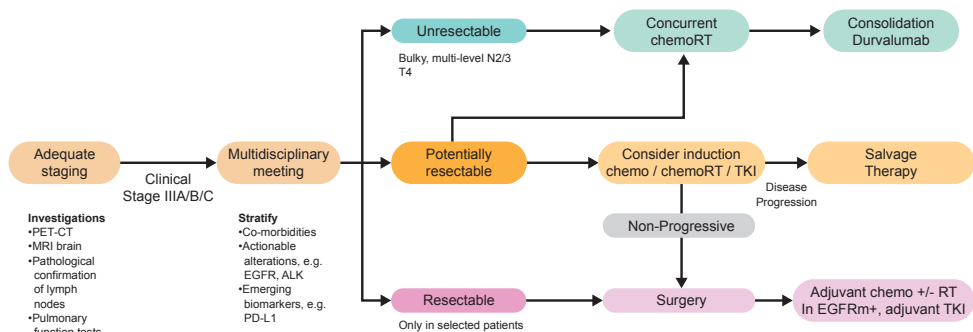 Unresectable
Bulky, multi-level N2/3
T4
Concurrent
chemoRT
Consolidation
Durvalumab
Adequate
staging
Clinical
Stage IIIA/B/C
Multidisciplinary
meeting
Potentially
resectable
Consider induction
chemo / chemoRT / TKI
Disease
Progression
Salvage
Therapy
Investigations
•PET-CT
•MRI brain
•Pathological
confirmation
of lymph
nodes
•Pulmonary
function tests
Stratify
•Co-morbidities
•Actionable
alterations, e.g.
EGFR, ALK
•Emerging
biomarkers, e.g.
PD-L1
Non-Progressive
Resectable
Only in selected patients
Surgery
Adjuvant chemo +/- RT
In EGFRm+, adjuvant TKI